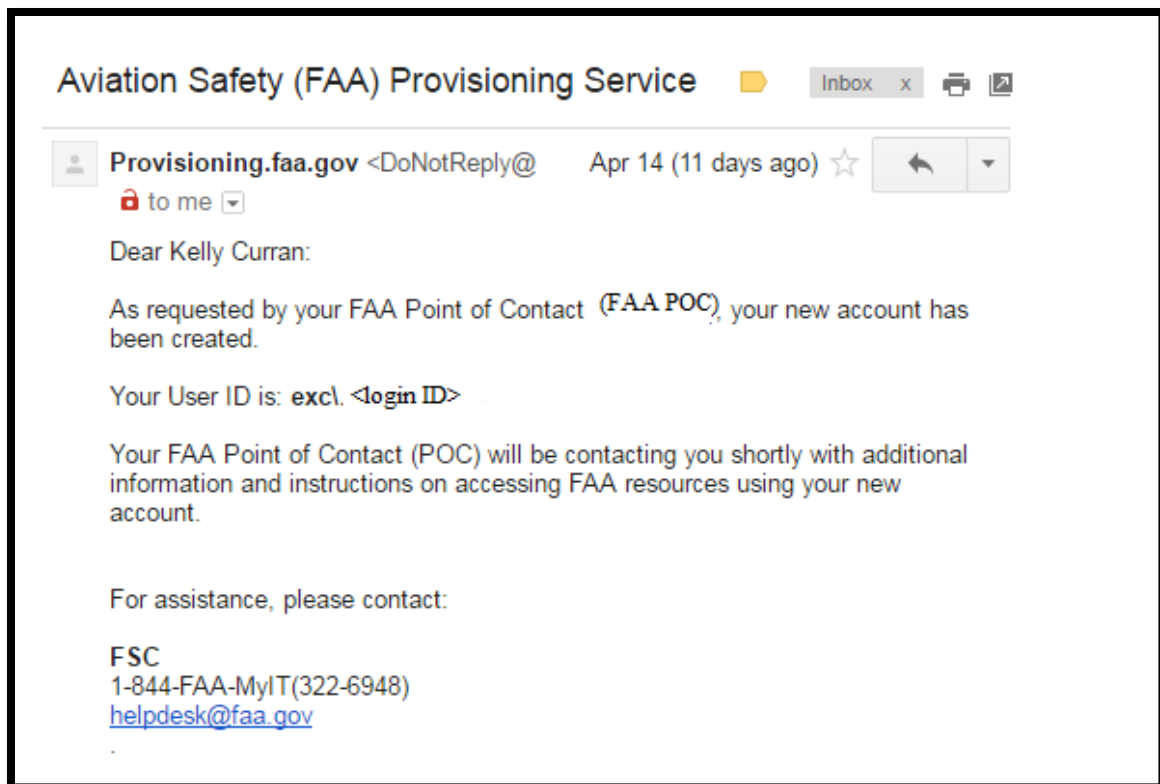 Aviation Safety (FAA) Provisioning Service
Inbox x
Provisioning.faa.gov <DoNotReply@ Apr 14 (11 days ago)
to me
Dear Kelly Curran:
As requested by your FAA Point of Contact (FAA POC), your new account has
been created.
Your User ID is: exc\. <login ID>
Your FAA Point of Contact (POC) will be contacting you shortly with additional
information and instructions on accessing FAA resources using your new
account.
For assistance, please contact:
FSC
1-844-FAA-MyIT(322-6948)
helpdesk@faa.gov
.